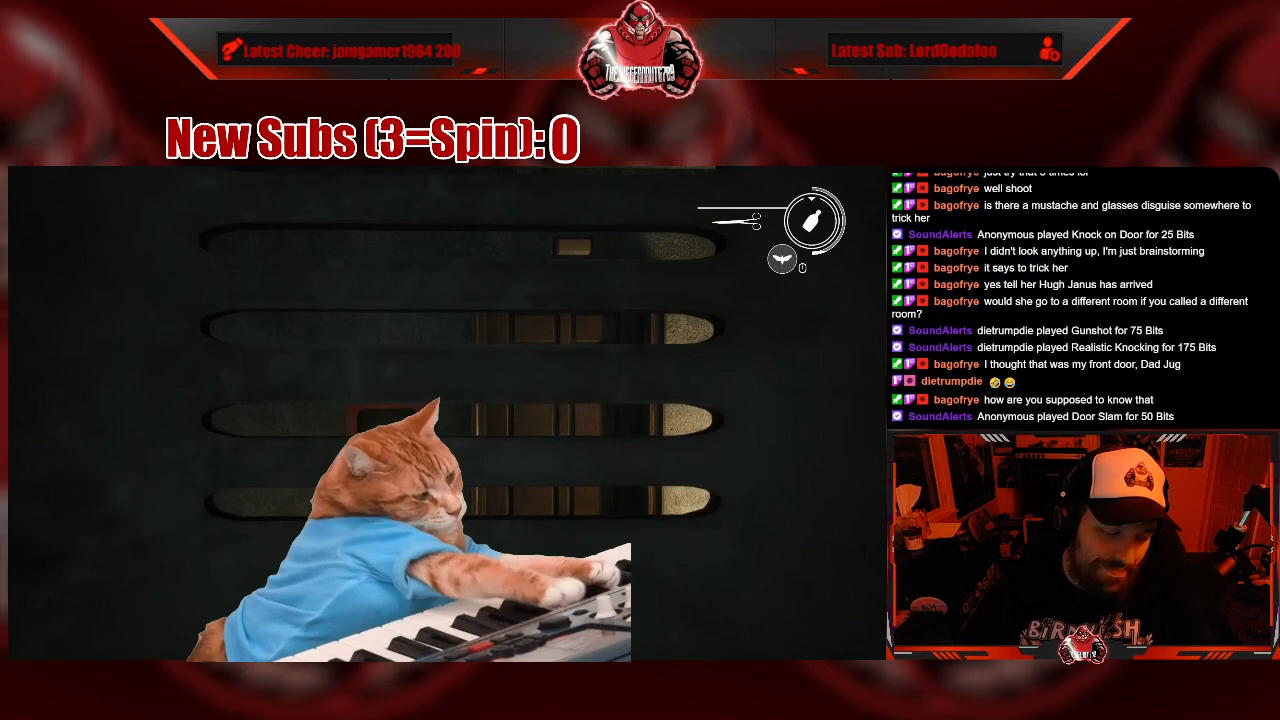 Latest Cheer: jamgamer1984 200
Latest Sub: LordOodaloo
New Subs (3=Spin): 0
bagofrye well shoot
bagofrye is there a mustache and glasses disguise somewhere to
trick her
SoundAlerts Anonymous played Knock on Door for 25 Bits
bagofrye I didn't look anything up, I'm just brainstorming
bagofrye it says to trick her
bagofrye yes tell her Hugh Janus has arrived
bagofrye would she go to a different room if you called a different
room?
SoundAlerts dietrumpdie played Gunshot for 75 Bits
SoundAlerts dietrumpdie played Realistic Knocking for 175 Bits
bagofrye I thought that was my front door, Dad Jug
dietrumpdie 🤣 😅
bagofrye how are you supposed to know that
SoundAlerts Anonymous played Door Slam for 50 Bits